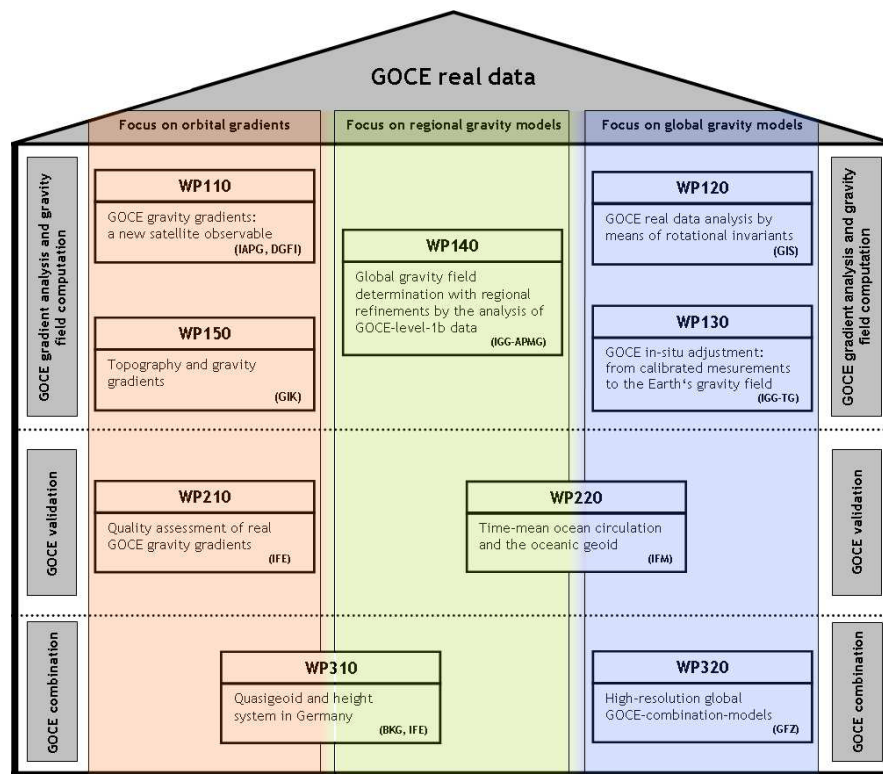 GOCE real data
Focus on orbital gradients
Focus on regional gravity models
Focus on global gravity models
GOCE gradient analysis and gravity
field computation
WP110
GOCE gravity gradients:
a new satellite observable
(IAPG, DGFI)
WP150
Topography and gravity
gradients
(GIK)
WP140
Global gravity field
determination with regional
refinements by the analysis of
GOCE-level-1b data
(IGG-APMG)
WP120
GOCE real data analysis by
means of rotational invariants
(GIS)
WP130
GOCE in-situ adjustment:
from calibrated mesurements
to the Earth's gravity field
(IGG-TG)
GOCE gradient analysis and gravity
field computation
GOCE validation
WP210
Quality assessment of real
GOCE gravity gradients
(IFE)
WP220
Time-mean ocean circulation
and the oceanic geoid
(IFM)
GOCE validation
GOCE combination
WP310
Quasigeoid and height
system in Germany
(BKG, IFE)
WP320
High-resolution global
GOCE-combination-models
(GFZ)
GOCE combination